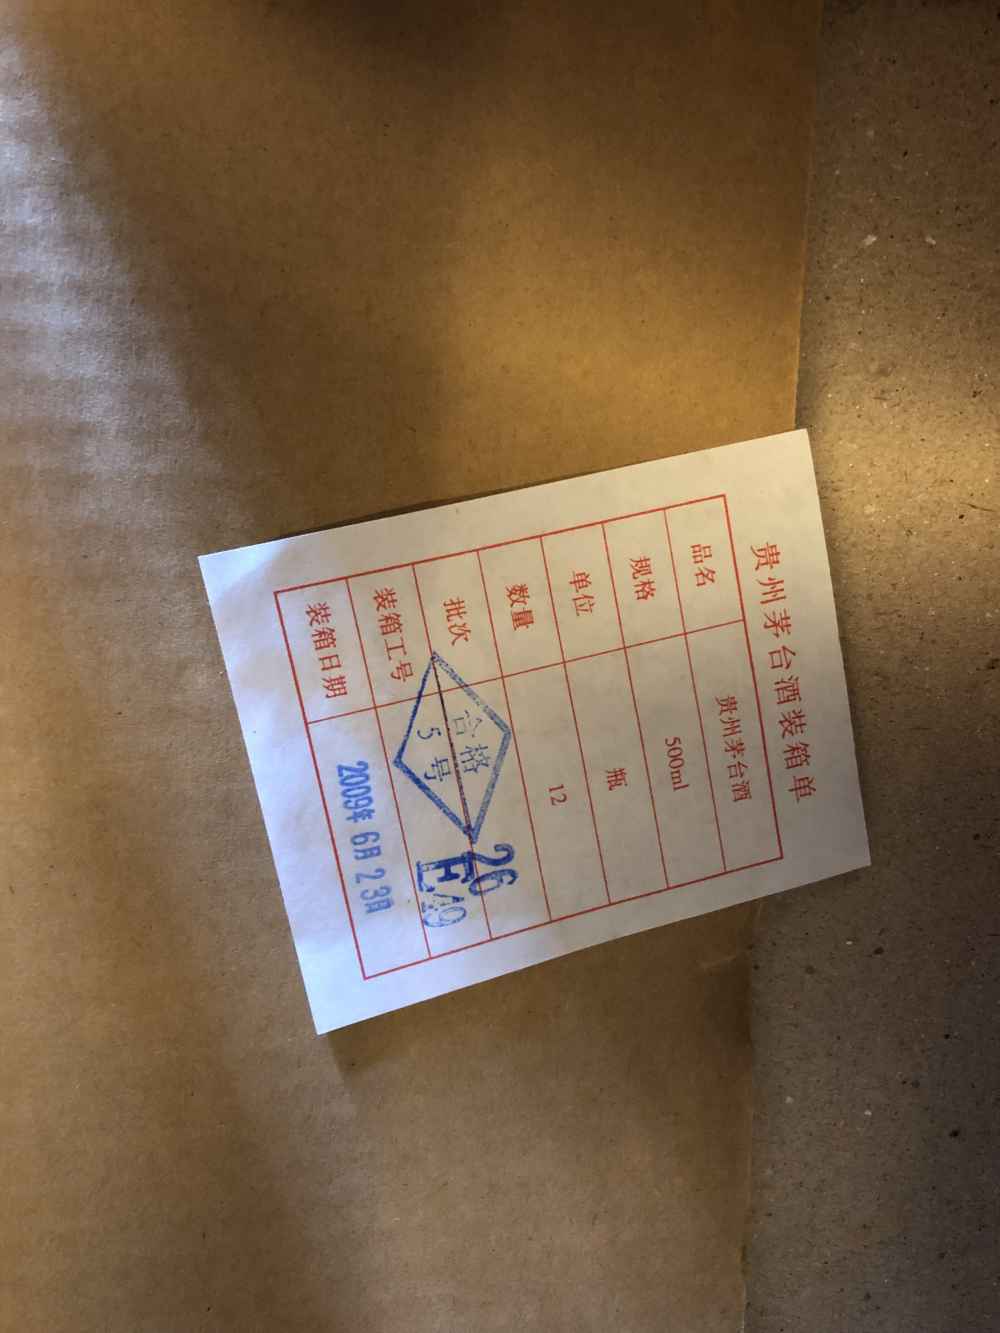 贵州茅台酒装箱单
品名 贵州茅台酒
规格 500ml
单位 瓶
数量 12
批次 26
装箱工号 E49
装箱日期 2009年6月23日
合格
5号